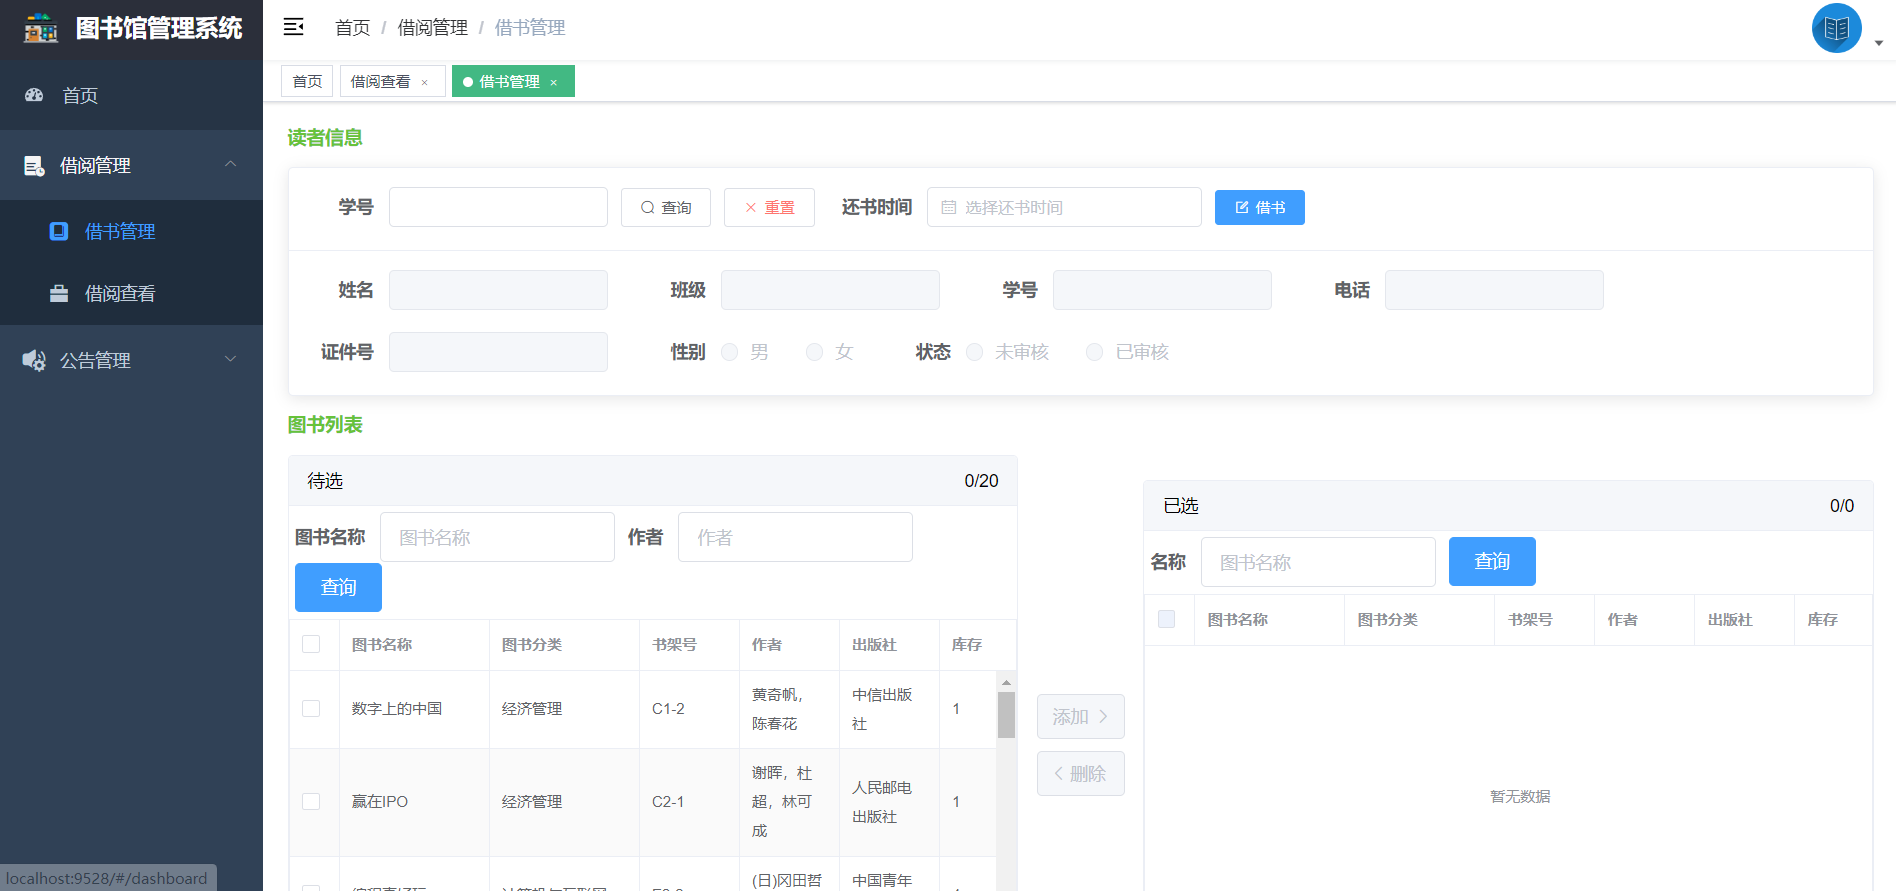 图书馆管理系统
首页 / 借阅管理 / 借书管理
首页
借阅查看 ×
借书管理 ×
首页
借阅管理
借书管理
借阅查看
公告管理
读者信息
学号 查询 重置 还书时间 选择还书时间 借书
姓名 班级 学号 电话
证件号 性别 男 女 状态 未审核 已审核
图书列表
待选 0/20
图书名称 图书名称 作者 作者
查询
图书名称 图书分类 书架号 作者 出版社 库存
数字上的中国 经济管理 C1-2 黄奇帆, 陈春花 中信出版社 1
赢在IPO 经济管理 C2-1 谢晖，杜超，林可成 人民邮电出版社 1
(日)冈田哲 中国青年
添加
删除
已选 0/0
名称 图书名称 查询
图书名称 图书分类 书架号 作者 出版社 库存
暂无数据
localhost:9528/#/dashboard